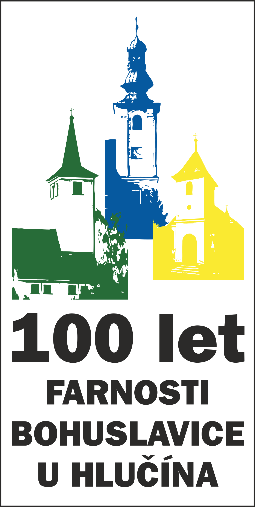 100 let
FARNOSTI
BOHUSLAVICE
U HLUČÍNA